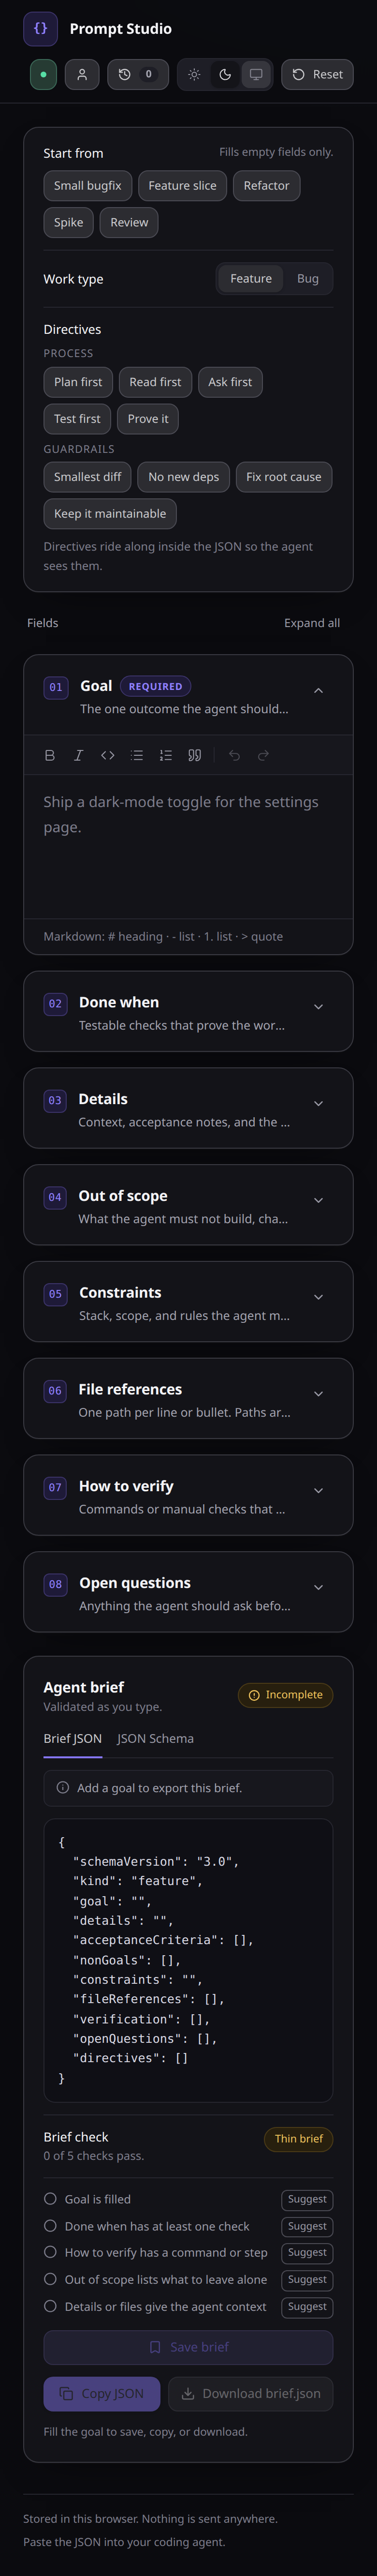 {} Prompt Studio
0 Reset
Start from Fills empty fields only.
Small bugfix Feature slice Refactor
Spike Review
Work type Feature Bug
Directives
PROCESS
Plan first Read first Ask first
Test first Prove it
GUARDRAILS
Smallest diff No new deps Fix root cause
Keep it maintainable
Directives ride along inside the JSON so the agent
sees them.
Fields Expand all
01 Goal REQUIRED
The one outcome the agent should...
Ship a dark-mode toggle for the settings
page.
Markdown: # heading · - list · 1. list · > quote
02 Done when
Testable checks that prove the wor...
03 Details
Context, acceptance notes, and the ...
04 Out of scope
What the agent must not build, cha...
05 Constraints
Stack, scope, and rules the agent m...
06 File references
One path per line or bullet. Paths ar...
07 How to verify
Commands or manual checks that ...
08 Open questions
Anything the agent should ask befo...
Agent brief
Validated as you type.
Incomplete
Brief JSON JSON Schema
Add a goal to export this brief.
{
"schemaVersion": "3.0",
"kind": "feature",
"goal": "",
"details": "",
"acceptanceCriteria": [],
"nonGoals": [],
"constraints": "",
"fileReferences": [],
"verification": [],
"openQuestions": [],
"directives": []
}
Brief check
0 of 5 checks pass.
Thin brief
Goal is filled Suggest
Done when has at least one check Suggest
How to verify has a command or step Suggest
Out of scope lists what to leave alone Suggest
Details or files give the agent context Suggest
Save brief
Copy JSON Download brief.json
Fill the goal to save, copy, or download.
Stored in this browser. Nothing is sent anywhere.
Paste the JSON into your coding agent.